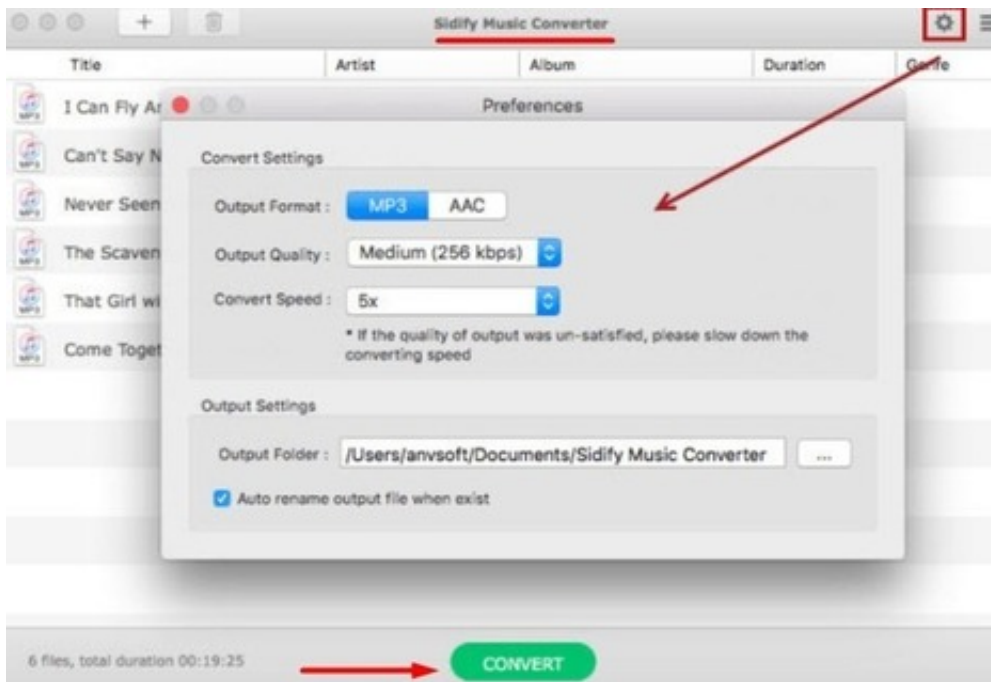 Sidify Music Converter
Title Artist Album Duration Genre
I Can Fly Ar
Preferences
Can't Say N
Convert Settings
Never Seen
Output Format : MP3 AAC
The Scaven
Output Quality : Medium (256 kbps)
That Girl wi
Convert Speed : 5x
* If the quality of output was un-satisfied, please slow down the
converting speed
Come Toget
Output Settings
Output Folder : /Users/anvsoft/Documents/Sidify Music Converter ...
Auto rename output file when exist
6 files, total duration 00:19:25
CONVERT